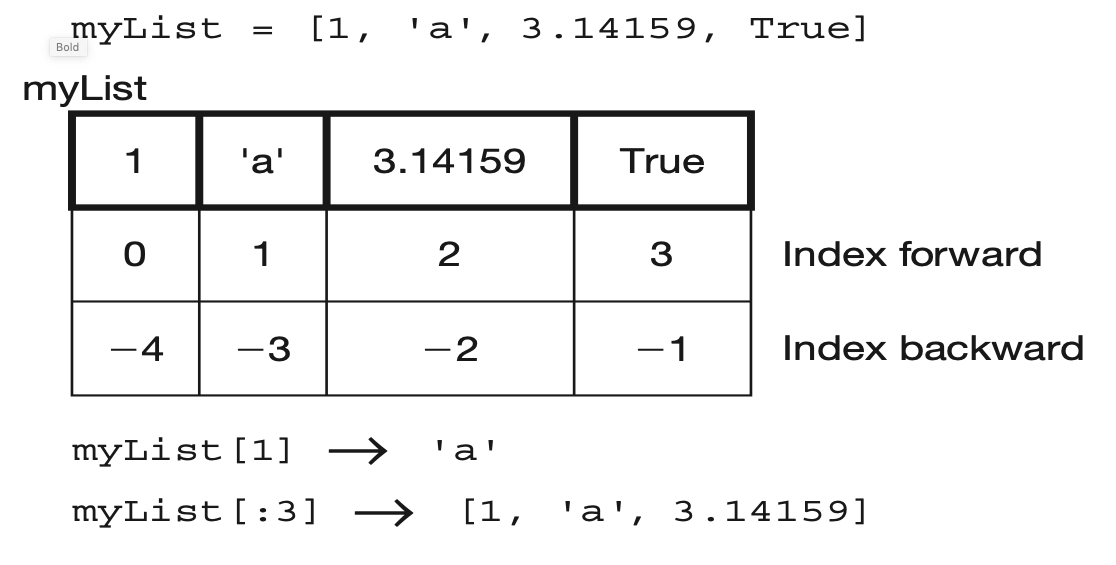 myList = [1, 'a', 3.14159, True]
Bold
myList
1 'a' 3.14159 True
0 1 2 3 Index forward
−4 −3 −2 −1 Index backward
myList[1] → 'a'
myList[:3] → [1, 'a', 3.14159]